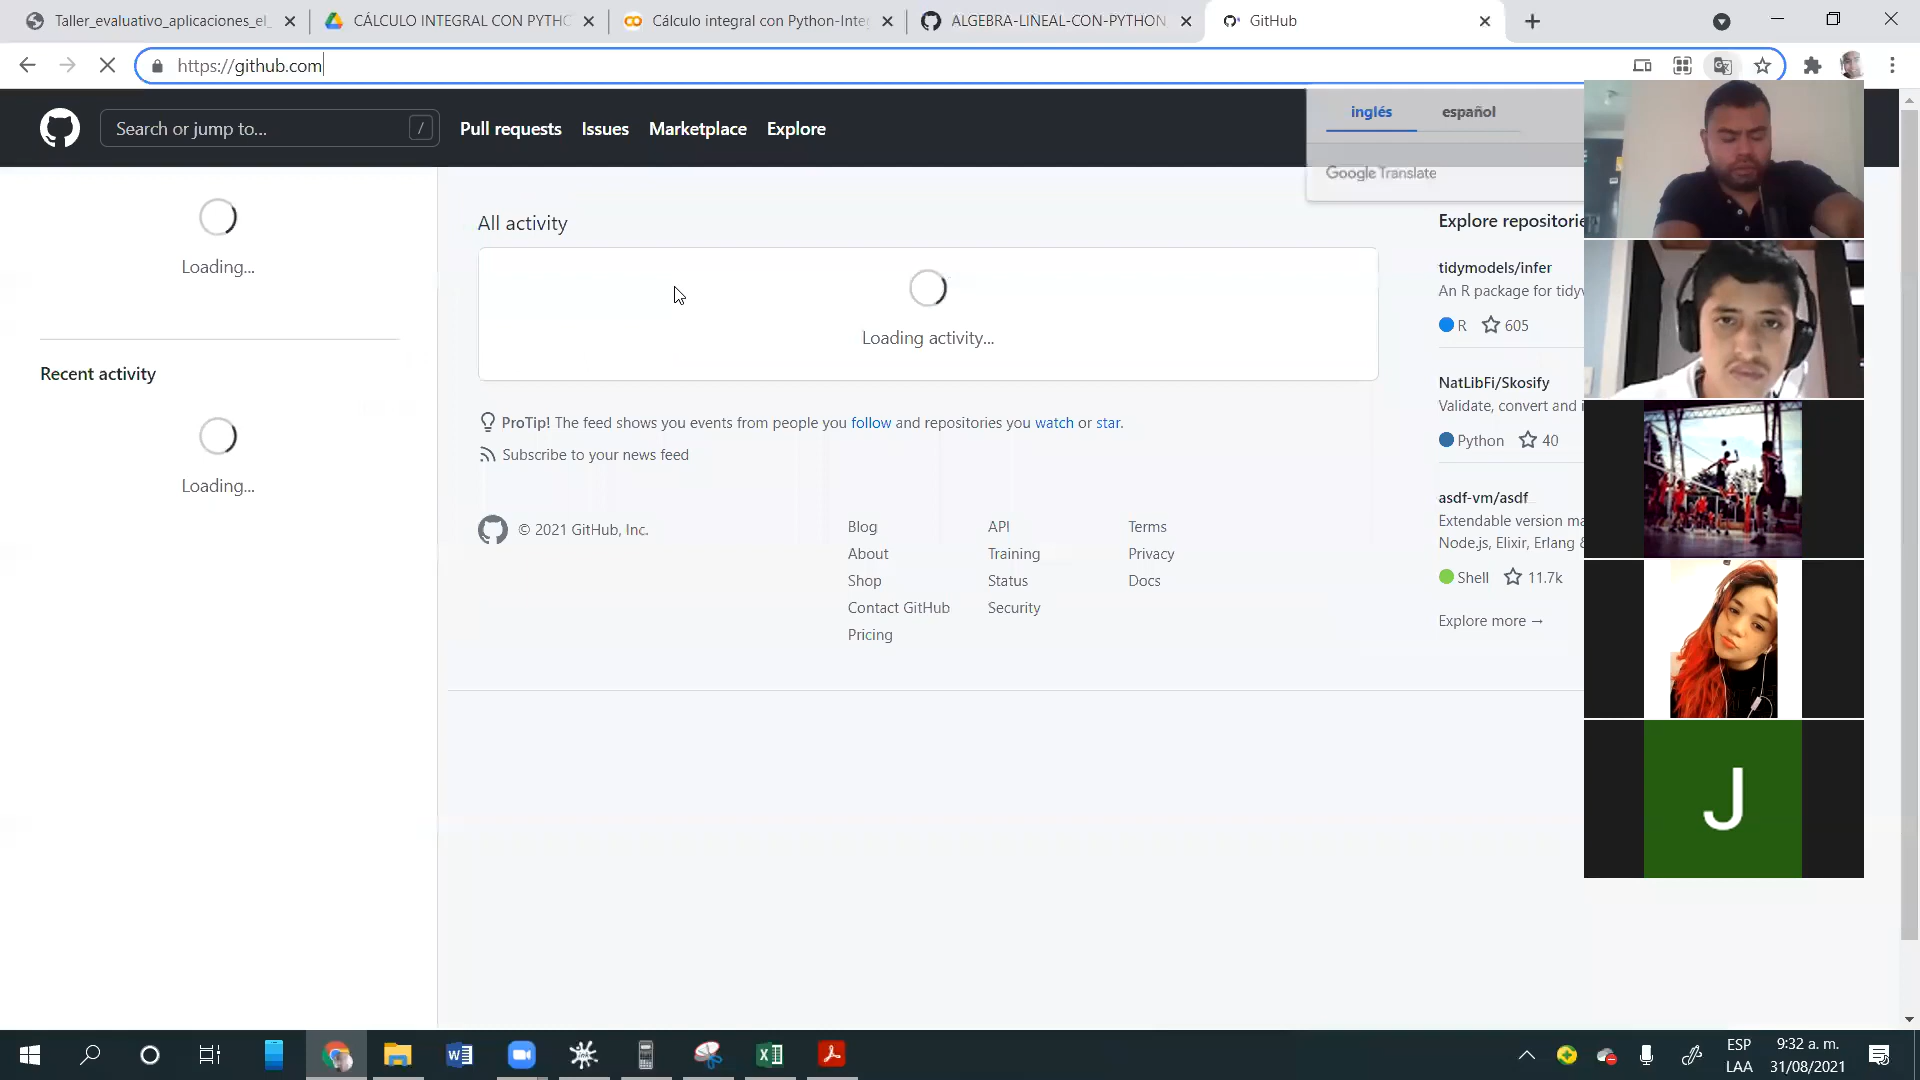 Taller_evaluativo_aplicaciones_el
CÁLCULO INTEGRAL CON PYTHO
Cálculo integral con Python-Inte
ALGEBRA-LINEAL-CON-PYTHON
GitHub
https://github.com
Search or jump to...
/
Pull requests
Issues
Marketplace
Explore
inglés
español
Google Translate
Loading...
Recent activity
Loading...
All activity
Loading activity...
ProTip! The feed shows you events from people you follow and repositories you watch or star.
Subscribe to your news feed
© 2021 GitHub, Inc.
Blog
About
Shop
Contact GitHub
Pricing
API
Training
Status
Security
Terms
Privacy
Docs
Explore repositorie
tidymodels/infer
An R package for tidyv
R
605
NatLibFi/Skosify
Validate, convert and i
Python
40
asdf-vm/asdf
Extendable version ma
Node.js, Elixir, Erlang &
Shell
11.7k
Explore more →
J
ESP
LAA
9:32 a. m.
31/08/2021